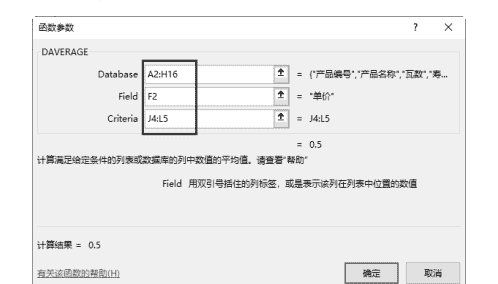 函数参数 ? ×
DAVERAGE
Database A2:H16 = {"产品编号","产品名称","瓦数","寿...
Field F2 = "单价"
Criteria J4:L5 = J4:L5
= 0.5
计算满足给定条件的列表或数据库的列中数值的平均值。请查看"帮助"
Field 用双引号括住的列标签，或是表示该列在列表中位置的数值
计算结果 = 0.5
有关该函数的帮助(H) 确定 取消